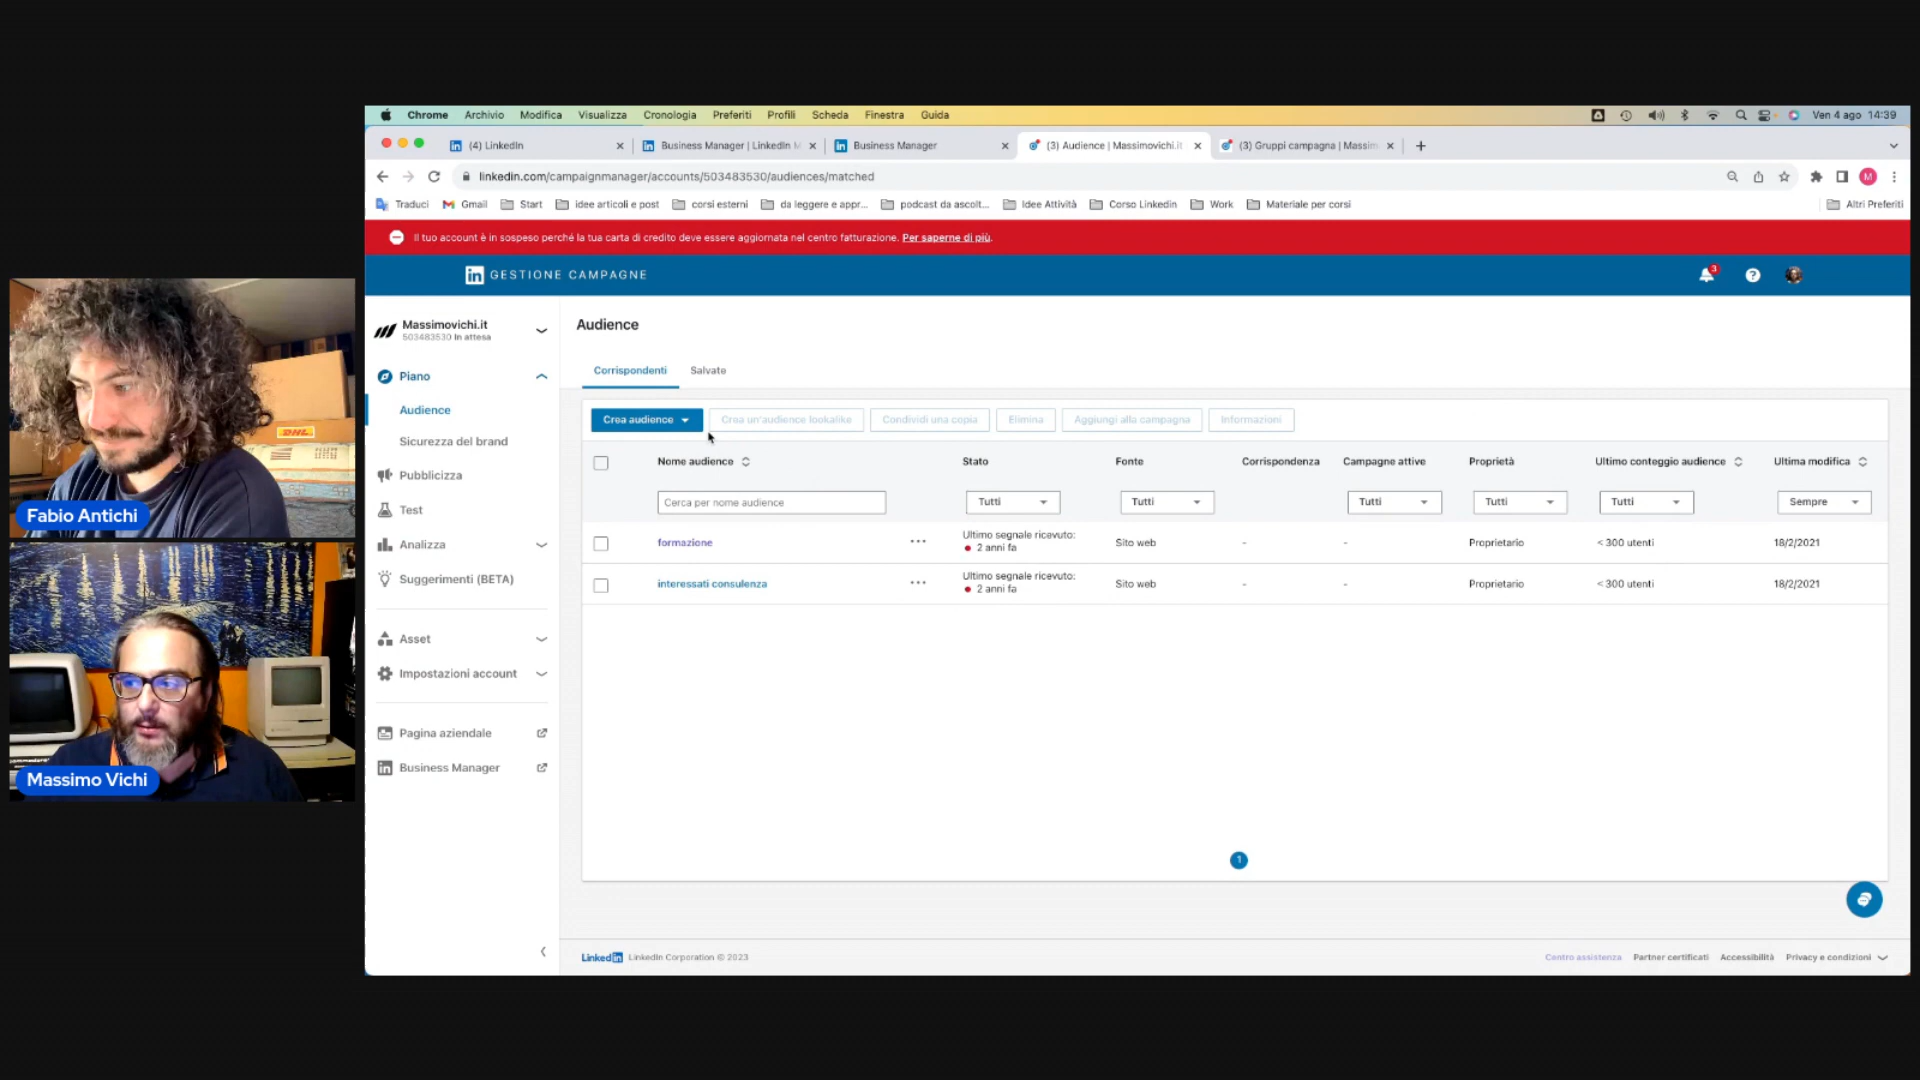 Chrome Archivio Modifica Visualizza Cronologia Preferiti Profili Scheda Finestra Guida Ven 4 ago 14:39
(4) LinkedIn Business Manager | LinkedIn M Business Manager (3) Audience | Massimovichi.it (3) Gruppi campagna | Massim
linkedin.com/campaignmanager/accounts/503483530/audiences/matched M
Traduci Gmail Start idee articoli e post corsi esterni da leggere e appr... podcast da ascolt... Idee Attività Corso Linkedin Work Materiale per corsi Altri Preferiti
Il tuo account è in sospeso perché la tua carta di credito deve essere aggiornata nel centro fatturazione. Per saperne di più.
in GESTIONE CAMPAGNE 3
Massimovichi.it
503483530 In attesa
Piano
Audience
Sicurezza del brand
Pubblicizza
Test
Analizza
Suggerimenti (BETA)
Asset
Impostazioni account
Pagina aziendale
Business Manager
Audience
Corrispondenti Salvate
Crea audience Crea un'audience lookalike Condividi una copia Elimina Aggiungi alla campagna Informazioni
Nome audience Stato Fonte Corrispondenza Campagne attive Proprietà Ultimo conteggio audience Ultima modifica
Cerca per nome audience Tutti Tutti Tutti Tutti Tutti Sempre
formazione ... Ultimo segnale ricevuto: 2 anni fa Sito web - - Proprietario < 300 utenti 18/2/2021
interessati consulenza ... Ultimo segnale ricevuto: 2 anni fa Sito web - - Proprietario < 300 utenti 18/2/2021
1
LinkedIn LinkedIn Corporation © 2023 Centro assistenza Partner certificati Accessibilità Privacy e condizioni
DHL
Fabio Antichi
Massimo Vichi